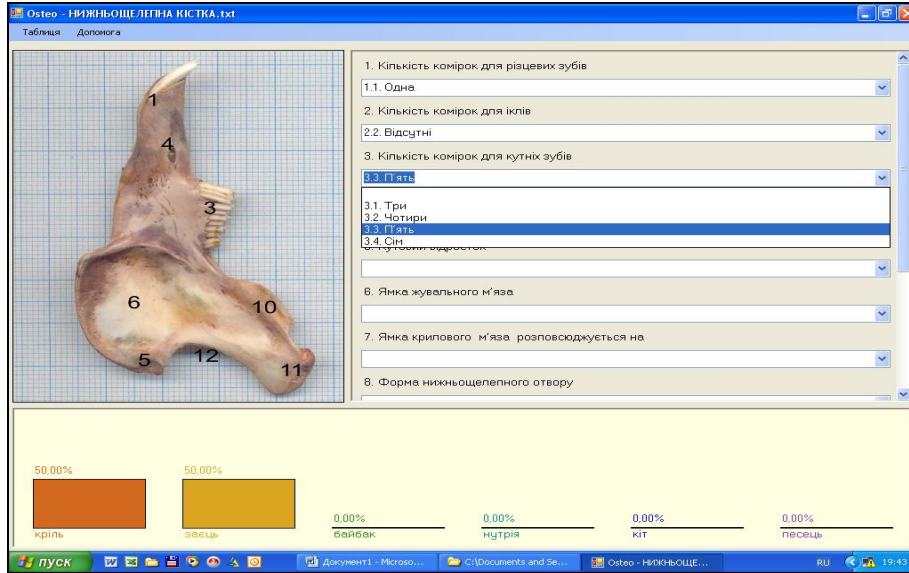 Osteo - НИЖНЬОЩЕЛЕПНА КІСТКА.txt
Таблиця Допомога
1. Кількість комірок для різцевих зубів
1.1. Одна
2. Кількість комірок для іклів
2.2. Відсутні
3. Кількість комірок для кутніх зубів
3.3. П'ять
3.1. Три
3.2. Чотири
3.3. П'ять
3.4. Сім
6. Ямка жувального м'яза
7. Ямка крилового м'яза розповсюджується на
8. Форма нижньощелепного отвору
1
4
3
6
10
5
12
11
50,00% 50,00% 0,00% 0,00% 0,00% 0,00%
кріль заєць байбак нутрія кіт песець
пуск Документ1 - Microso... C:\Documents and Se... Osteo - НИЖНЬОЩЕ... RU 19:43